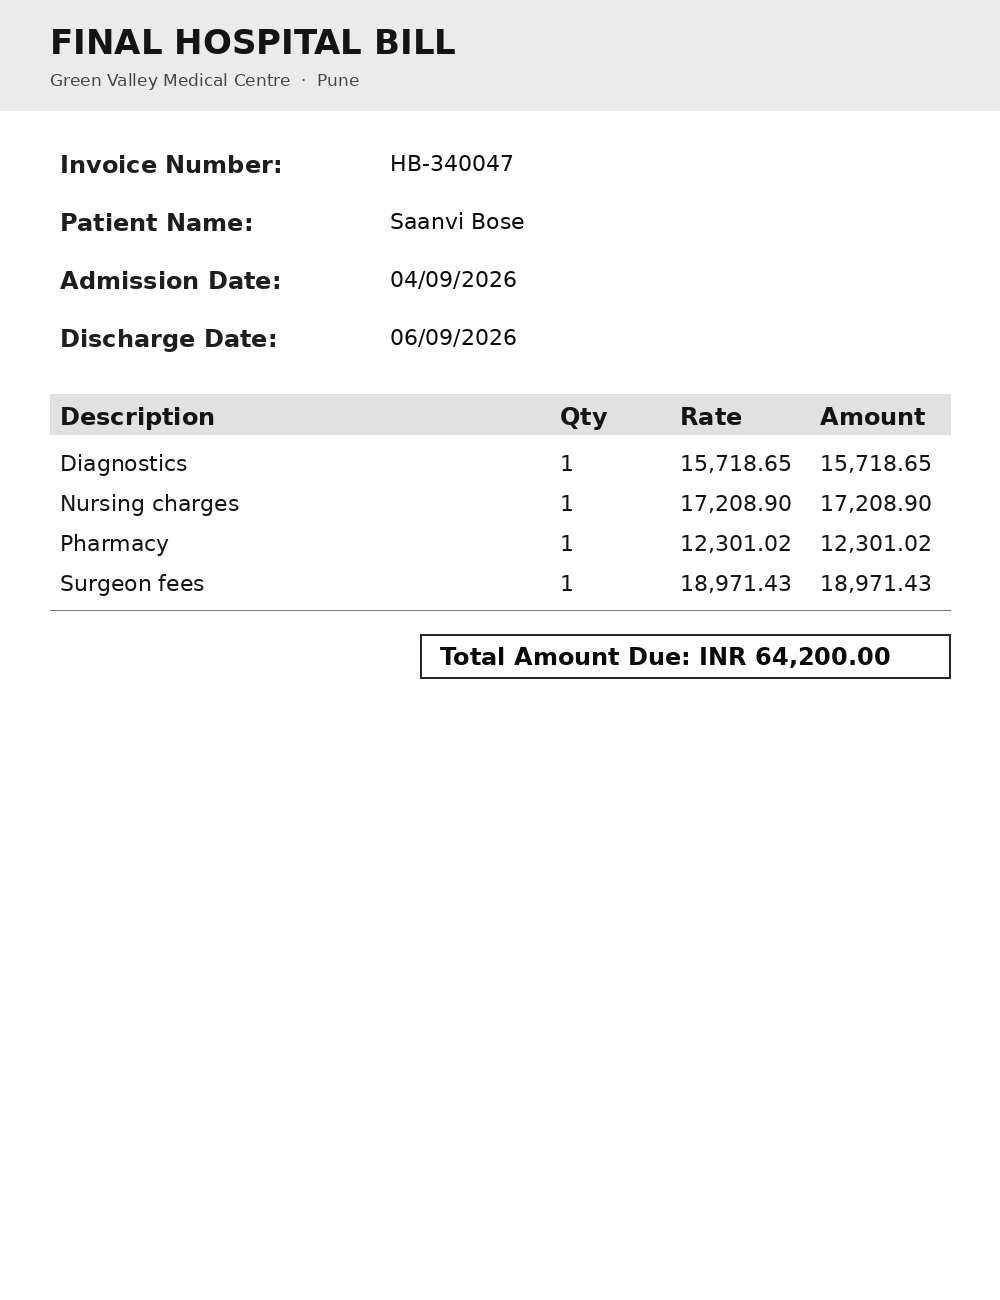 FINAL HOSPITAL BILL
Green Valley Medical Centre · Pune
Invoice Number: HB-340047
Patient Name: Saanvi Bose
Admission Date: 04/09/2026
Discharge Date: 06/09/2026
Description Qty Rate Amount
Diagnostics 1 15,718.65 15,718.65
Nursing charges 1 17,208.90 17,208.90
Pharmacy 1 12,301.02 12,301.02
Surgeon fees 1 18,971.43 18,971.43
Total Amount Due: INR 64,200.00